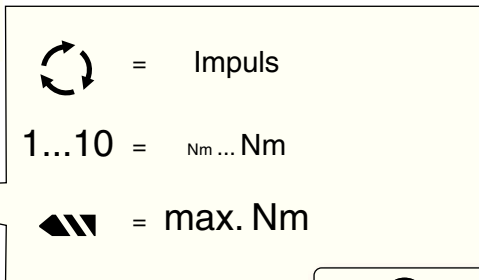 = Impuls
1...10 = Nm ... Nm
= max. Nm